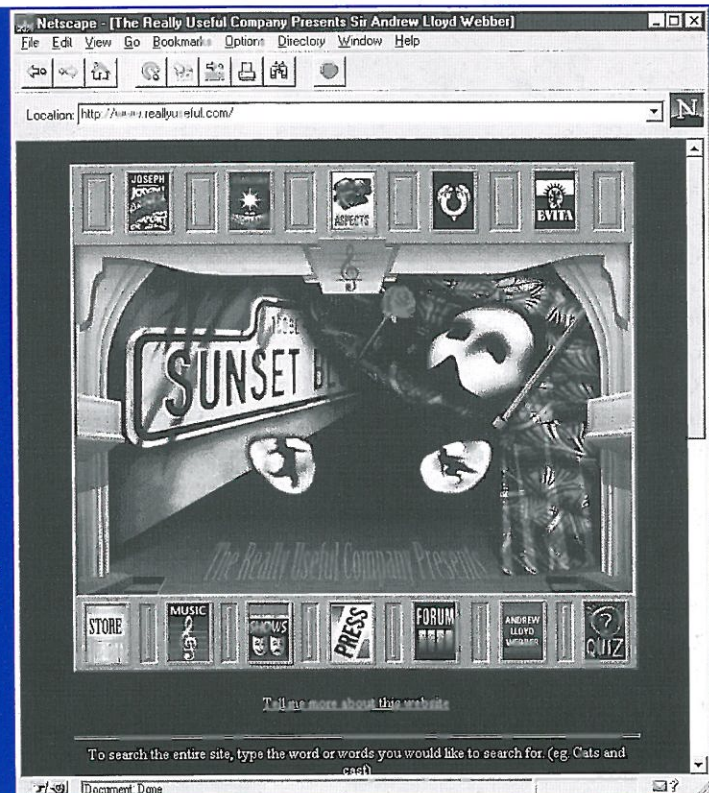 Netscape - [The Really Useful Company Presents Sir Andrew Lloyd Webber]
File Edit View Go Bookmarks Options Directory Window Help
Location: http://www.reallyuseful.com/
N
JOSEPH
ASPECTS
EVITA
SUNSET
The Really Useful Company Presents
STORE
MUSIC
SHOWS
PRESS
FORUM
ANDREW
LLOYD
WEBBER
?
QUIZ
Tell me more about this website
To search the entire site, type the word or words you would like to search for. (eg. Cats and
cast)
Document: Done